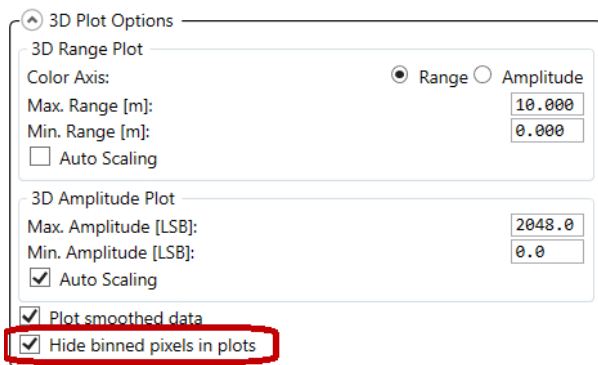 3D Plot Options
3D Range Plot
Color Axis: Range Amplitude
Max. Range [m]: 10.000
Min. Range [m]: 0.000
Auto Scaling
3D Amplitude Plot
Max. Amplitude [LSB]: 2048.0
Min. Amplitude [LSB]: 0.0
Auto Scaling
Plot smoothed data
Hide binned pixels in plots